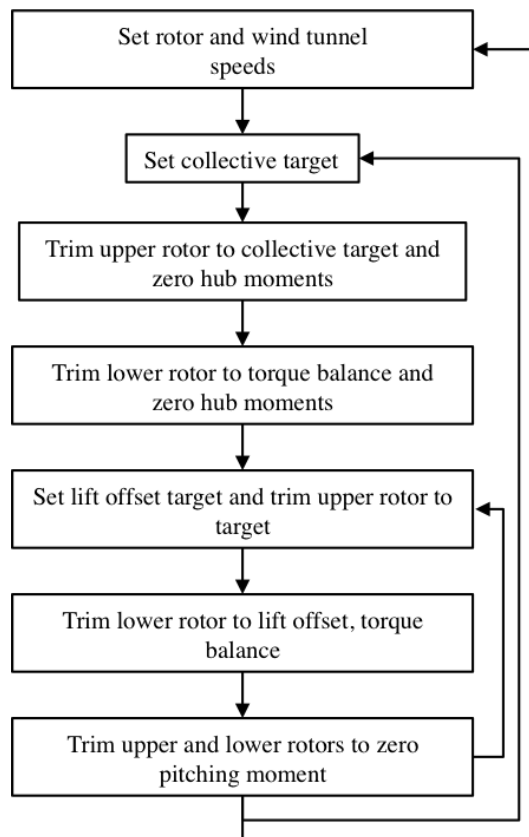 Set rotor and wind tunnel
speeds
Set collective target
Trim upper rotor to collective target and
zero hub moments
Trim lower rotor to torque balance and
zero hub moments
Set lift offset target and trim upper rotor to
target
Trim lower rotor to lift offset, torque
balance
Trim upper and lower rotors to zero
pitching moment